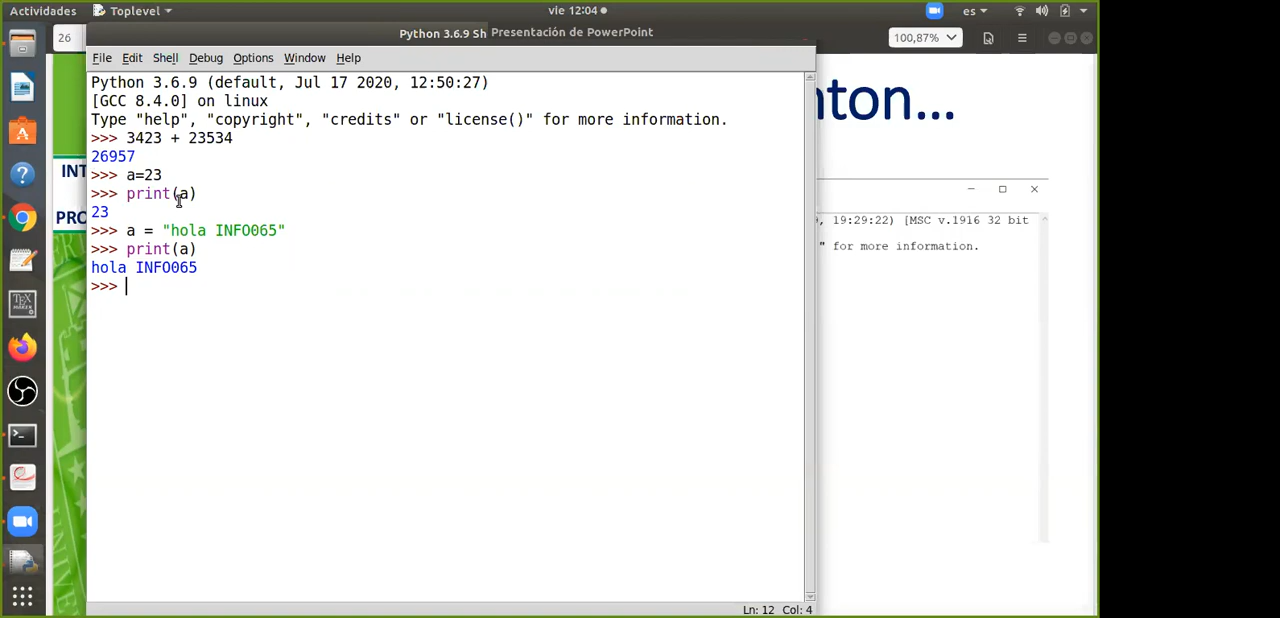 Actividades Toplevel vie 12:04 es
26 Python 3.6.9 Sh Presentación de PowerPoint 100,87%
File Edit Shell Debug Options Window Help
Python 3.6.9 (default, Jul 17 2020, 12:50:27)
[GCC 8.4.0] on linux
Type "help", "copyright", "credits" or "license()" for more information.
>>> 3423 + 23534
26957
>>> a=23
>>> print(a)
23
>>> a = "hola INFO065"
>>> print(a)
hola INFO065
>>>
Ln: 12 Col: 4
INT
PRO
nton...
, 19:29:22) [MSC v.1916 32 bit
" for more information.
TEX
MAKER